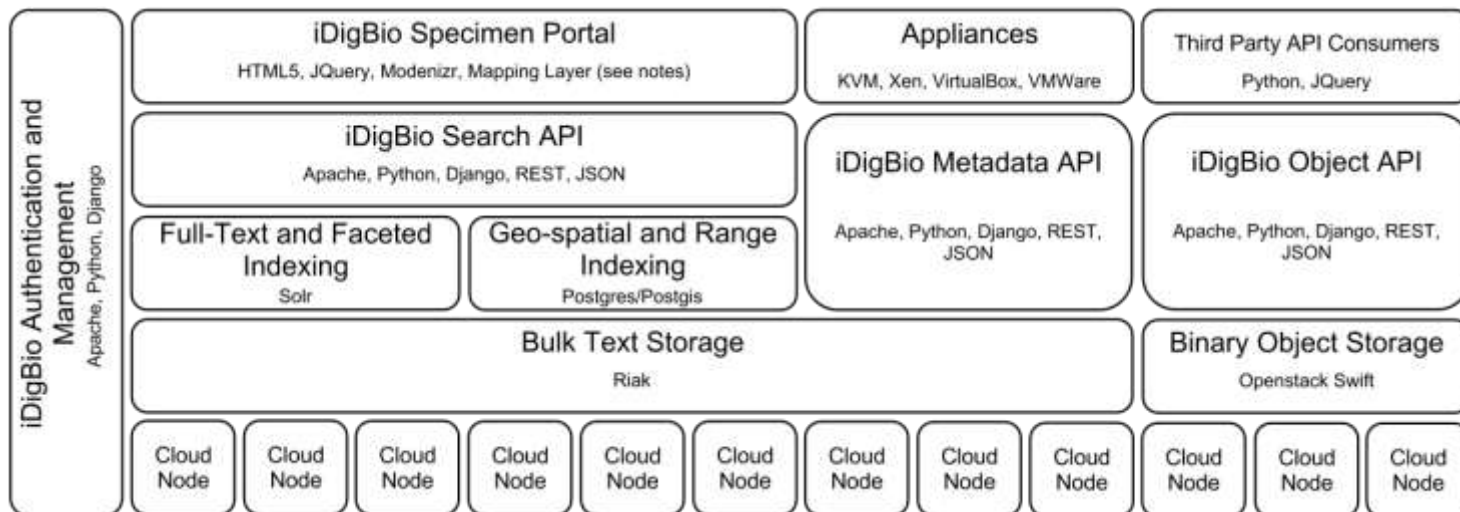 iDigBio Authentication and
Management
Apache, Python, Django
iDigBio Specimen Portal
HTML5, JQuery, Modenizr, Mapping Layer (see notes)
Appliances
KVM, Xen, VirtualBox, VMWare
Third Party API Consumers
Python, JQuery
iDigBio Search API
Apache, Python, Django, REST, JSON
iDigBio Metadata API
Apache, Python, Django, REST,
JSON
iDigBio Object API
Apache, Python, Django, REST,
JSON
Full-Text and Faceted
Indexing
Solr
Geo-spatial and Range
Indexing
Postgres/Postgis
Bulk Text Storage
Riak
Binary Object Storage
Openstack Swift
Cloud
Node
Cloud
Node
Cloud
Node
Cloud
Node
Cloud
Node
Cloud
Node
Cloud
Node
Cloud
Node
Cloud
Node
Cloud
Node
Cloud
Node
Cloud
Node